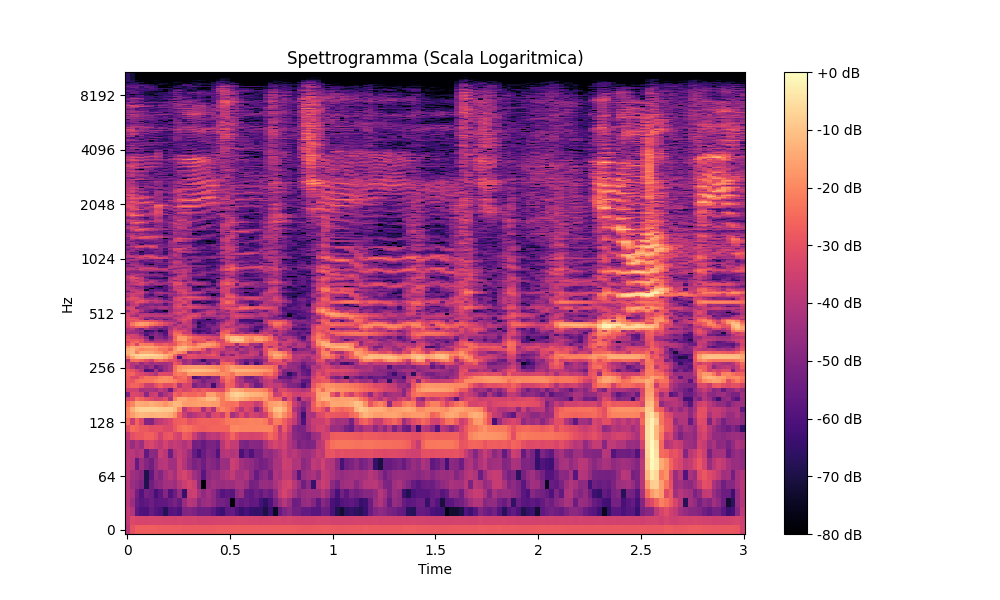 Spettrogramma (Scala Logaritmica)
Hz
8192
4096
2048
1024
512
256
128
64
0
0 0.5 1 1.5 2 2.5 3
Time
+0 dB
-10 dB
-20 dB
-30 dB
-40 dB
-50 dB
-60 dB
-70 dB
-80 dB